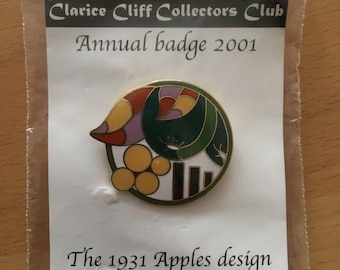 Clarice Cliff Collectors Club
Annual badge 2001
The 1931 Apples design